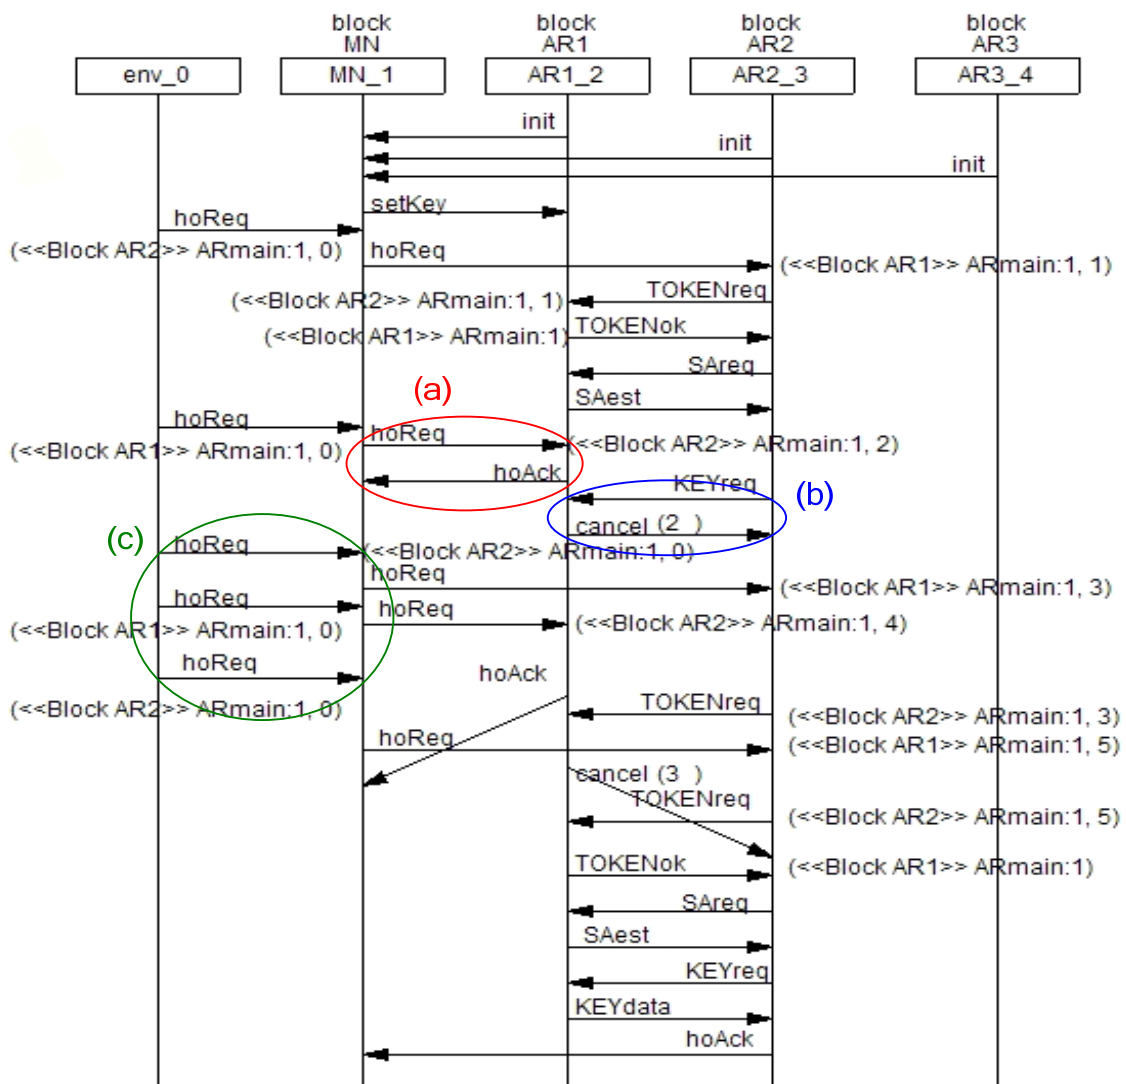 block
MN
block
AR1
block
AR2
block
AR3
env_0
MN_1
AR1_2
AR2_3
AR3_4
init
init
init
setKey
hoReq
(<<Block AR2>> ARmain:1, 0)
hoReq
(<<Block AR1>> ARmain:1, 1)
TOKENreq
(<<Block AR2>> ARmain:1, 1)
TOKENok
(<<Block AR1>> ARmain:1)
SAreq
(a)
SAest
hoReq
(<<Block AR1>> ARmain:1, 0)
hoReq
(<<Block AR2>> ARmain:1, 2)
hoAck
KEYreq
(b)
cancel (2 )
(c)
hoReq
(<<Block AR2>> ARmain:1, 0)
hoReq
(<<Block AR1>> ARmain:1, 3)
hoReq
(<<Block AR1>> ARmain:1, 0)
hoReq
(<<Block AR2>> ARmain:1, 4)
hoReq
(<<Block AR2>> ARmain:1, 0)
hoAck
TOKENreq
(<<Block AR2>> ARmain:1, 3)
hoReq
(<<Block AR1>> ARmain:1, 5)
cancel (3 )
TOKENreq
(<<Block AR2>> ARmain:1, 5)
TOKENok
(<<Block AR1>> ARmain:1)
SAreq
SAest
KEYreq
KEYdata
hoAck